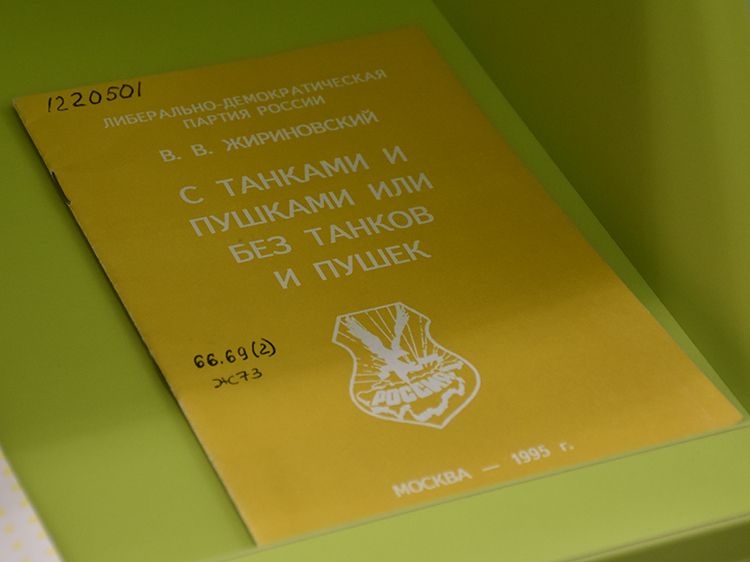 1220501
ЛИБЕРАЛЬНО-ДЕМОКРАТИЧЕСКАЯ
ПАРТИЯ РОССИИ
В. В. ЖИРИНОВСКИЙ
С ТАНКАМИ И
ПУШКАМИ ИЛИ
БЕЗ ТАНКОВ
И ПУШЕК
66.69(2)
Ж73
РОССИЯ
МОСКВА — 1995 г.